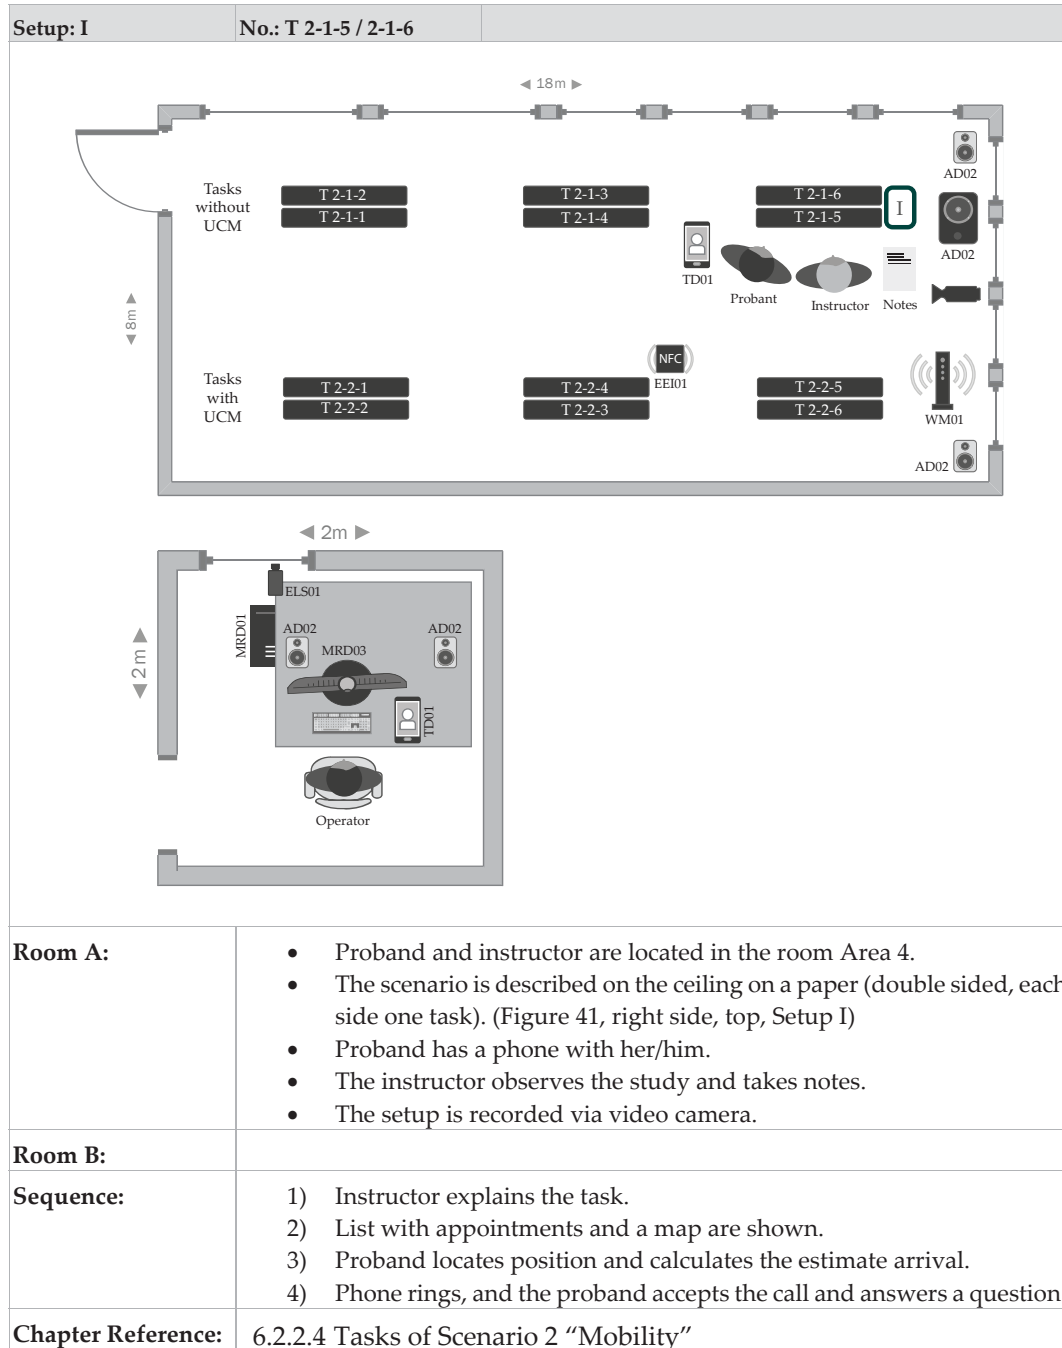 Setup: I No.: T 2-1-5 / 2-1-6
◄ 18m ►
AD02
Tasks
without
UCM
T 2-1-2
T 2-1-1
T 2-1-3
T 2-1-4
T 2-1-6
T 2-1-5
I
AD02
TD01
Probant
Instructor
Notes
◄ 8m ►
NFC
EEI01
Tasks
with
UCM
T 2-2-1
T 2-2-2
T 2-2-4
T 2-2-3
T 2-2-5
T 2-2-6
WM01
AD02
◄ 2m ►
ELS01
MRD01
AD02
AD02
MRD03
◄ 2m ►
TD01
Operator
Room A:
• Proband and instructor are located in the room Area 4.
• The scenario is described on the ceiling on a paper (double sided, each
side one task). (Figure 41, right side, top, Setup I)
• Proband has a phone with her/him.
• The instructor observes the study and takes notes.
• The setup is recorded via video camera.
Room B:
Sequence:
1) Instructor explains the task.
2) List with appointments and a map are shown.
3) Proband locates position and calculates the estimate arrival.
4) Phone rings, and the proband accepts the call and answers a question
Chapter Reference: 6.2.2.4 Tasks of Scenario 2 “Mobility”